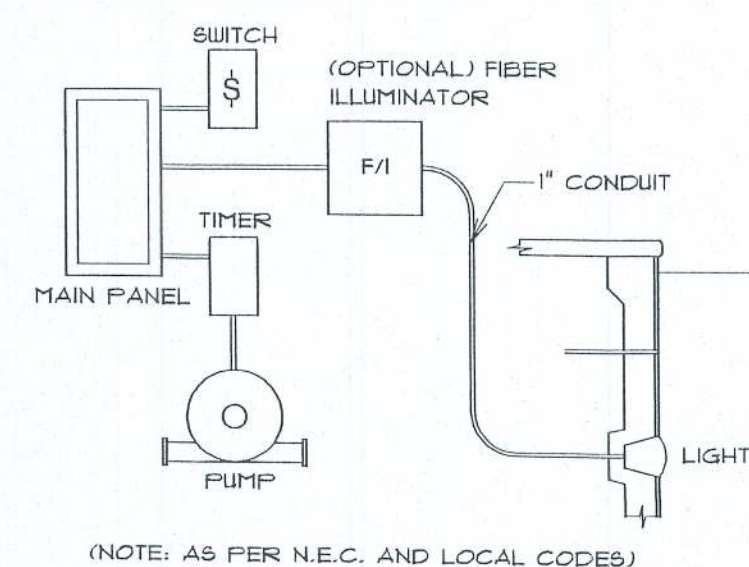 SWITCH
$
(OPTIONAL) FIBER
ILLUMINATOR
F/I
1" CONDUIT
TIMER
MAIN PANEL
LIGHT
PUMP
(NOTE: AS PER N.E.C. AND LOCAL CODES)